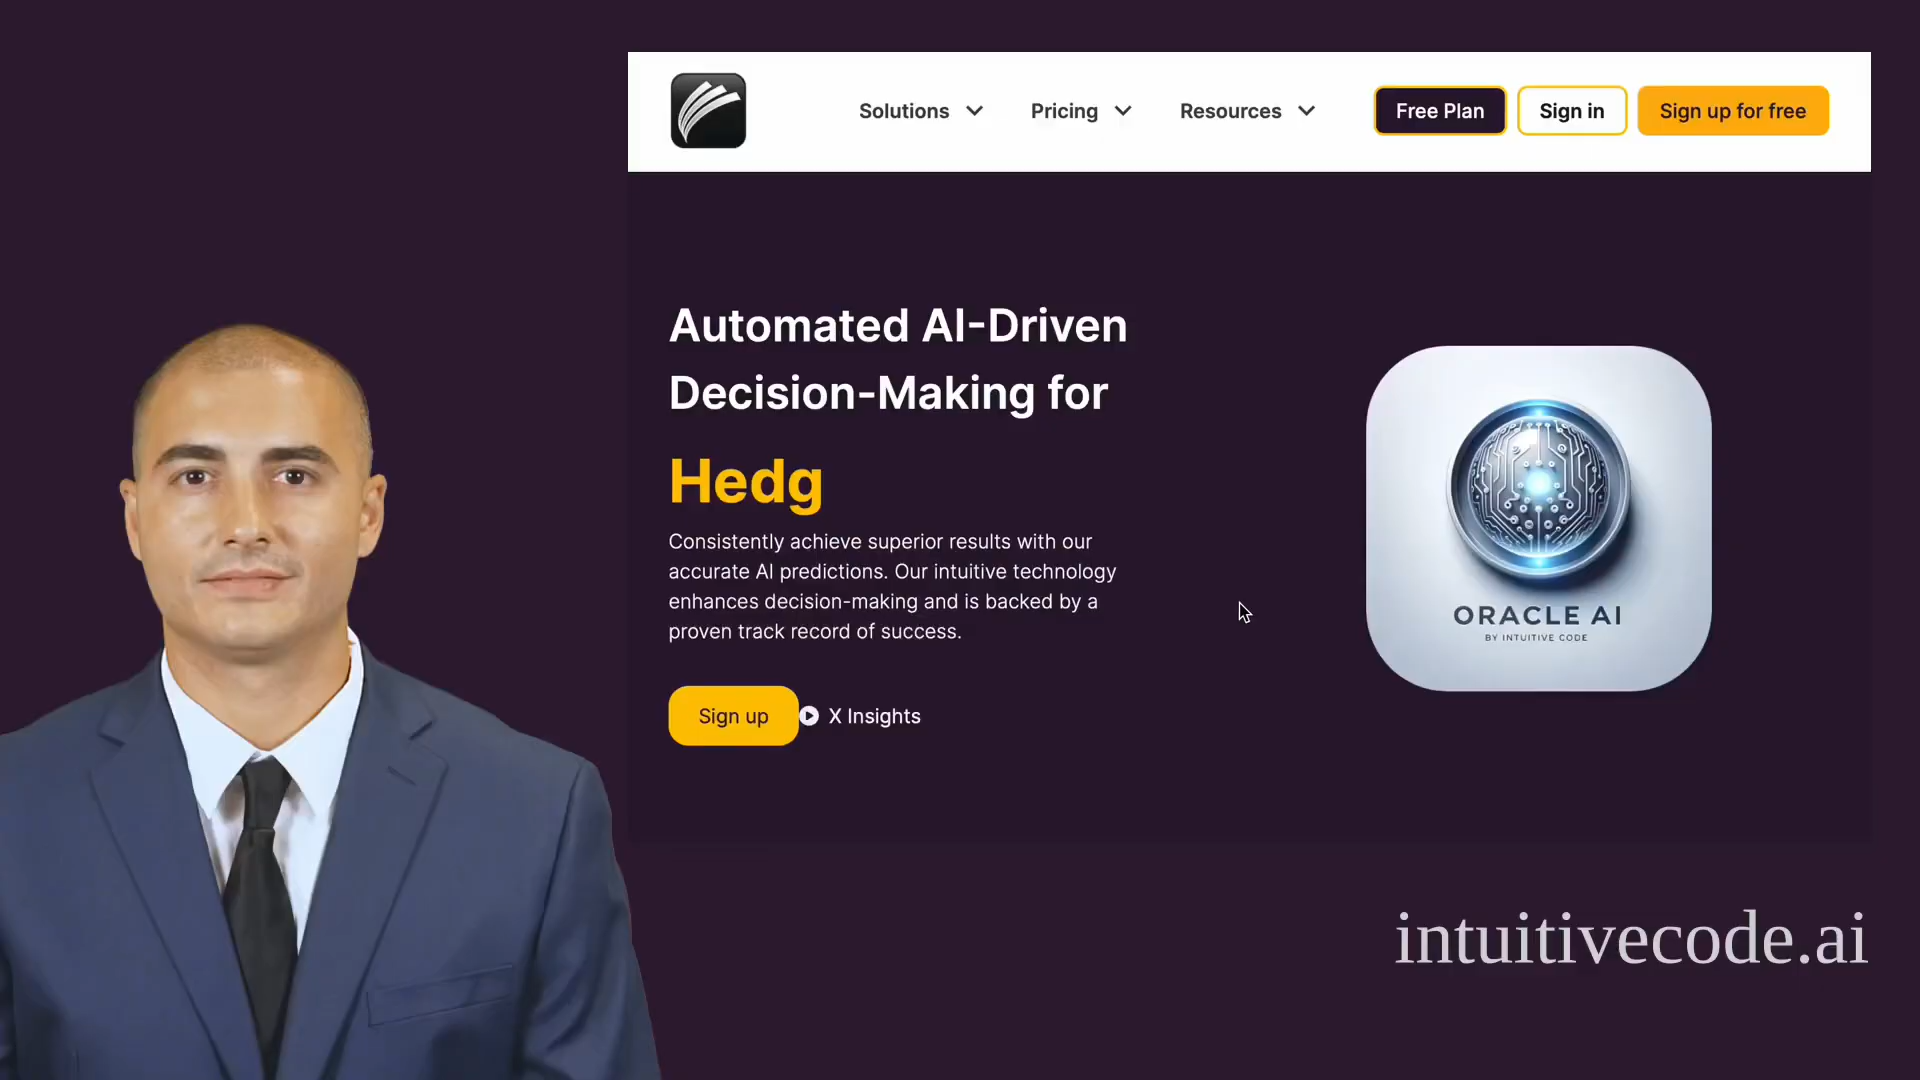 Solutions
Pricing
Resources
Free Plan
Sign in
Sign up for free
Automated AI-Driven
Decision-Making for
Hedg
Consistently achieve superior results with our
accurate AI predictions. Our intuitive technology
enhances decision-making and is backed by a
proven track record of success.
Sign up
X Insights
ORACLE AI
BY INTUITIVE CODE
intuitivecode.ai